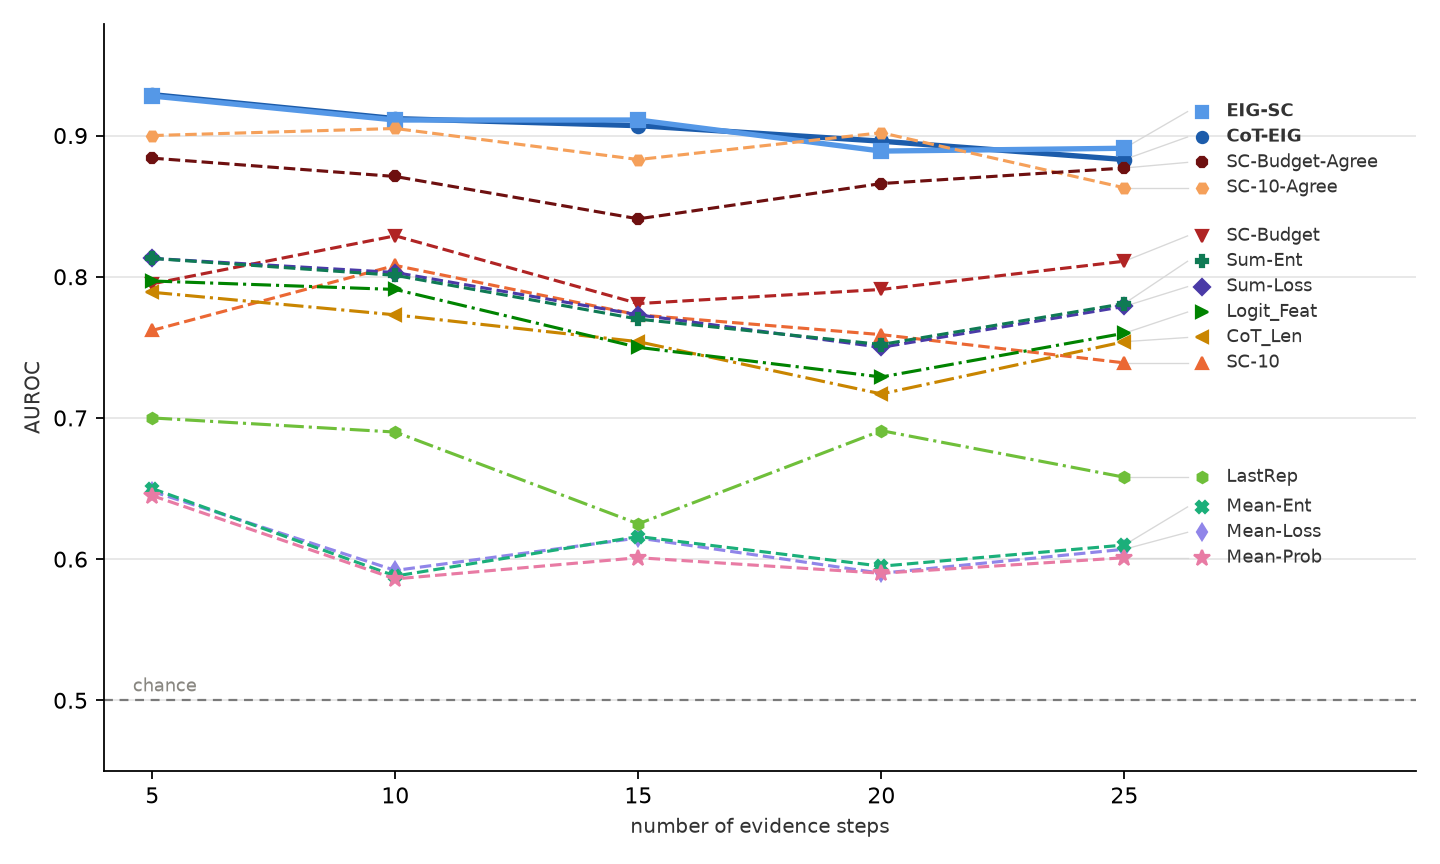 EIG-SC
CoT-EIG
SC-Budget-Agree
SC-10-Agree
SC-Budget
Sum-Ent
Sum-Loss
Logit_Feat
CoT_Len
SC-10
LastRep
Mean-Ent
Mean-Loss
Mean-Prob
0.9
0.8
0.7
0.6
0.5
AUROC
chance
5 10 15 20 25
number of evidence steps